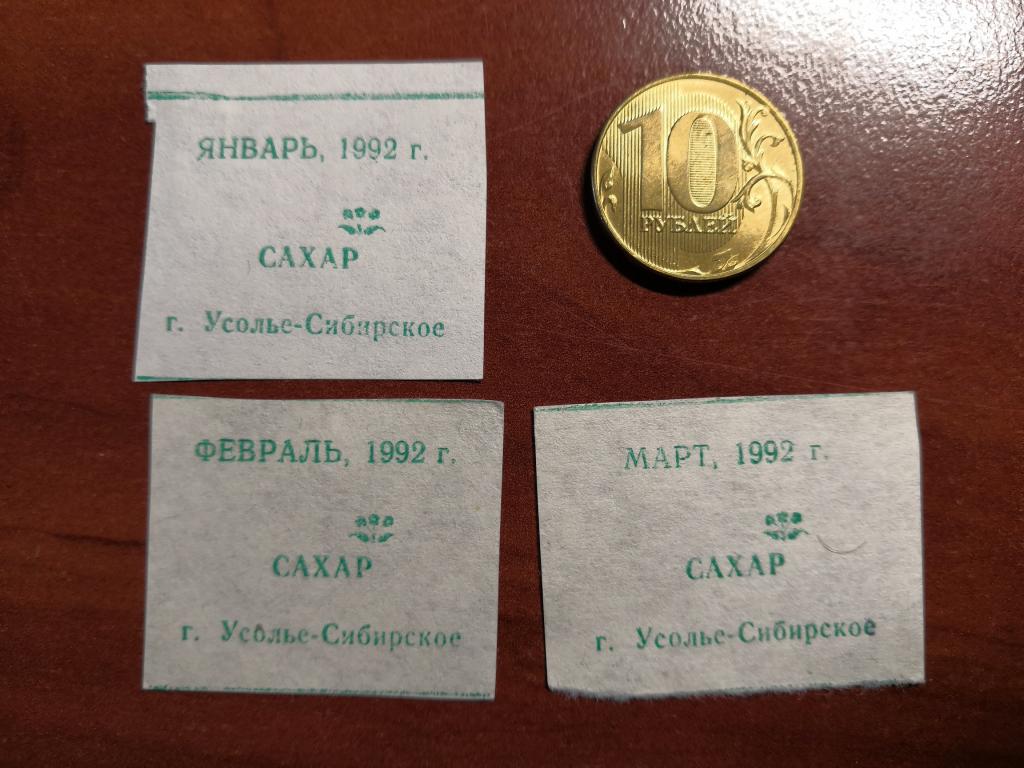 ЯНВАРЬ, 1992 г.
САХАР
г. Усолье-Сибирское
10
РУБЛЕЙ
ФЕВРАЛЬ, 1992 г.
САХАР
г. Усолье-Сибирское
МАРТ, 1992 г.
САХАР
г. Усолье-Сибирское